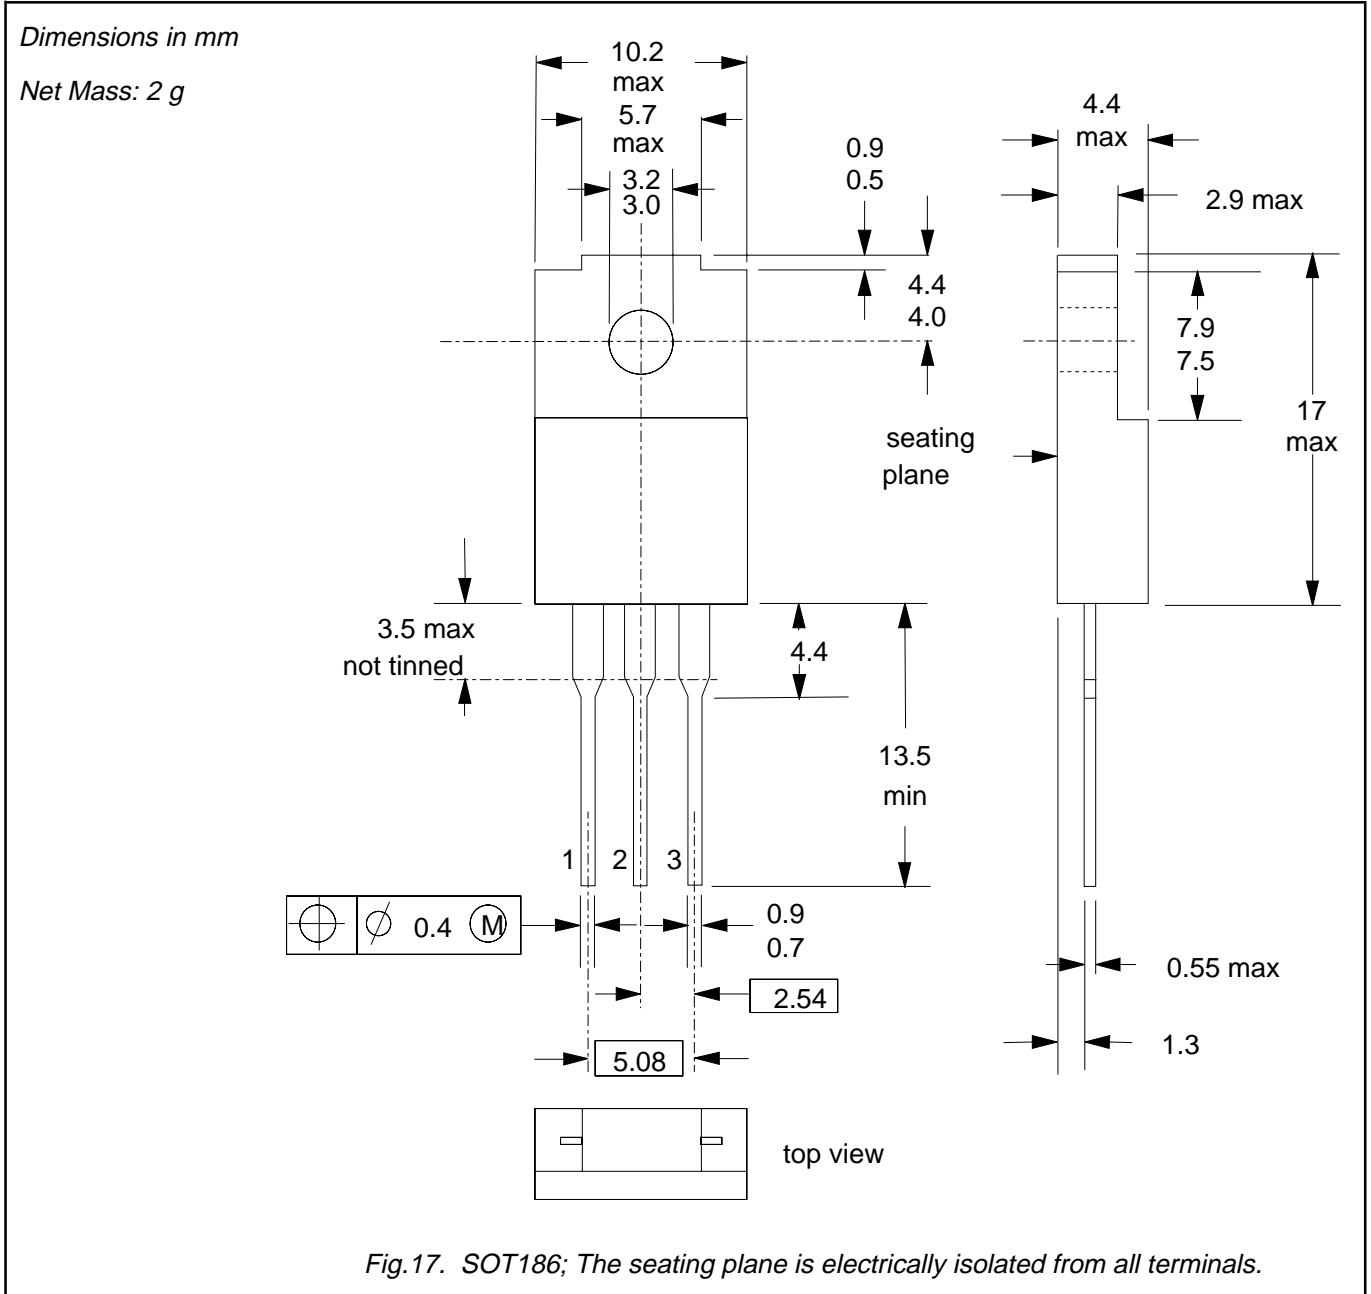 Dimensions in mm
Net Mass: 2 g
10.2
max
5.7
max
3.2
3.0
0.9
0.5
4.4
4.0
seating
plane
4.4
max
2.9 max
7.9
7.5
17
max
3.5 max
not tinned
4.4
13.5
min
1 2 3
0.4 M
0.9
0.7
2.54
5.08
0.55 max
1.3
top view
Fig.17. SOT186; The seating plane is electrically isolated from all terminals.